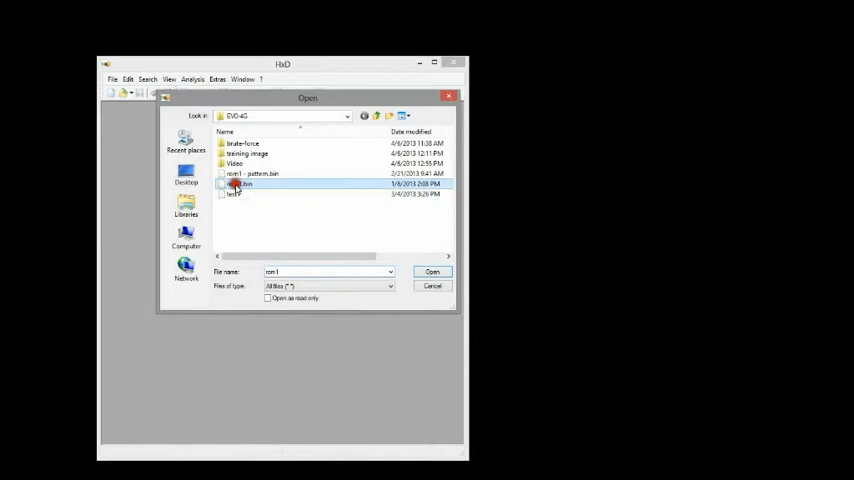 HxD
File Edit Search View Analysis Extras Window ?
Open
Look in EVO-4G
Name Date modified
brute-force 4/6/2013 11:38 AM
training image 4/6/2013 12:11 PM
Video 4/6/2013 12:55 PM
rom1 - pattern.bin 2/21/2013 9:41 AM
.bin 1/8/2013 2:08 PM
3/4/2013 3:26 PM
Recent places
Desktop
Libraries
Computer
Network
File name: rom1 Open
Files of type: All files (*.*) Cancel
Open as read only